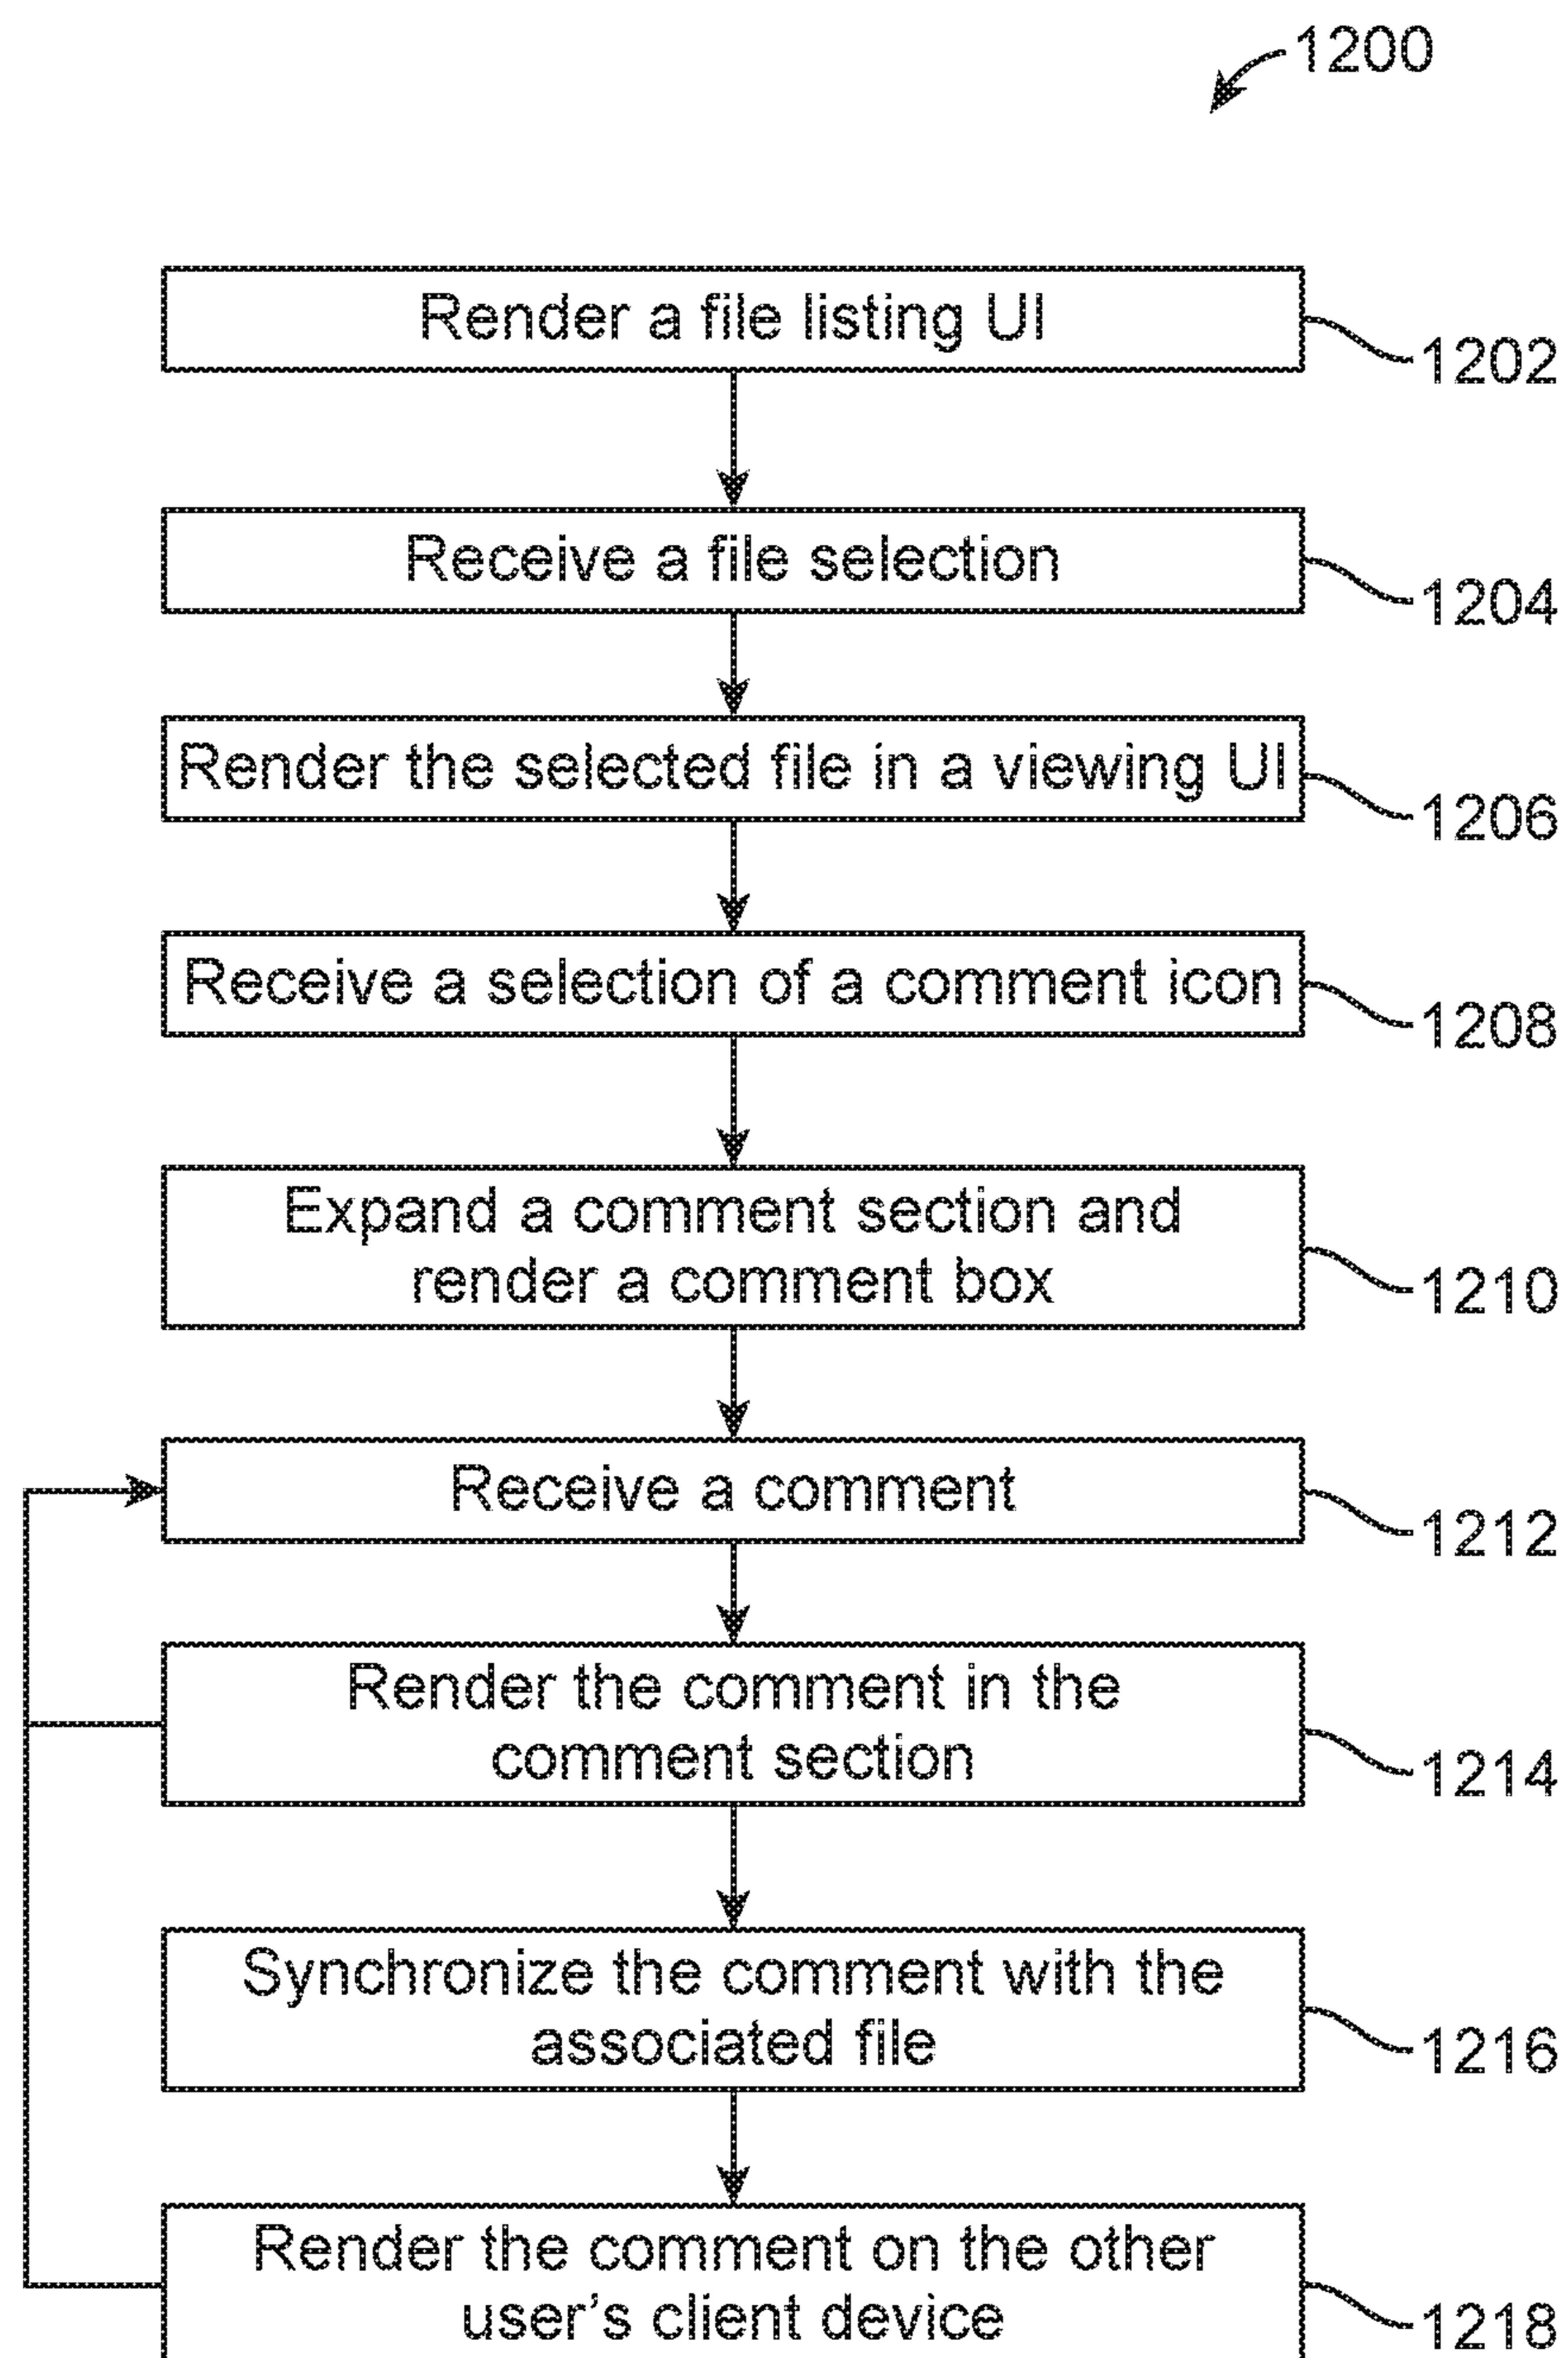 1200
Render a file listing UI
1202
Receive a file selection
1204
Render the selected file in a viewing UI
1206
Receive a selection of a comment icon
1208
Expand a comment section and
render a comment box
1210
Receive a comment
1212
Render the comment in the
comment section
1214
Synchronize the comment with the
associated file
1216
Render the comment on the other
user's client device
1218